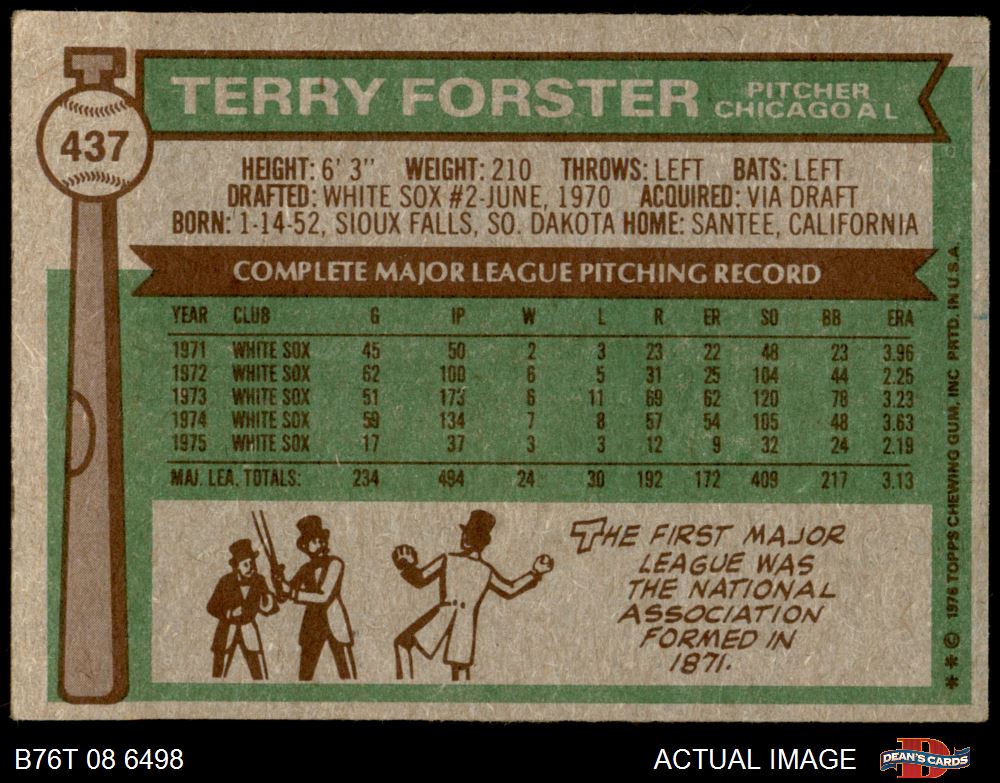 T
437
TERRY FORSTER
PITCHER
CHICAGO A L
HEIGHT: 6' 3" WEIGHT: 210 THROWS: LEFT BATS: LEFT
DRAFTED: WHITE SOX #2-JUNE, 1970 ACQUIRED: VIA DRAFT
BORN: 1-14-52, SIOUX FALLS, SO. DAKOTA HOME: SANTEE, CALIFORNIA
COMPLETE MAJOR LEAGUE PITCHING RECORD
YEAR CLUB G IP W L R ER SO BB ERA
1971 WHITE SOX 45 50 2 3 23 22 48 23 3.96
1972 WHITE SOX 62 100 6 5 31 25 104 44 2.25
1973 WHITE SOX 51 173 6 11 69 62 120 78 3.23
1974 WHITE SOX 59 134 7 8 57 54 105 48 3.63
1975 WHITE SOX 17 37 3 3 12 9 32 24 2.19
MAJ. LEA. TOTALS: 234 494 24 30 192 172 409 217 3.13
THE FIRST MAJOR
LEAGUE WAS
THE NATIONAL
ASSOCIATION
FORMED IN
1871.
** © 1976 TOPPS CHEWING GUM, INC PRTD. IN U.S.A.
B76T 08 6498
ACTUAL IMAGE
D
DEAN'S CARDS